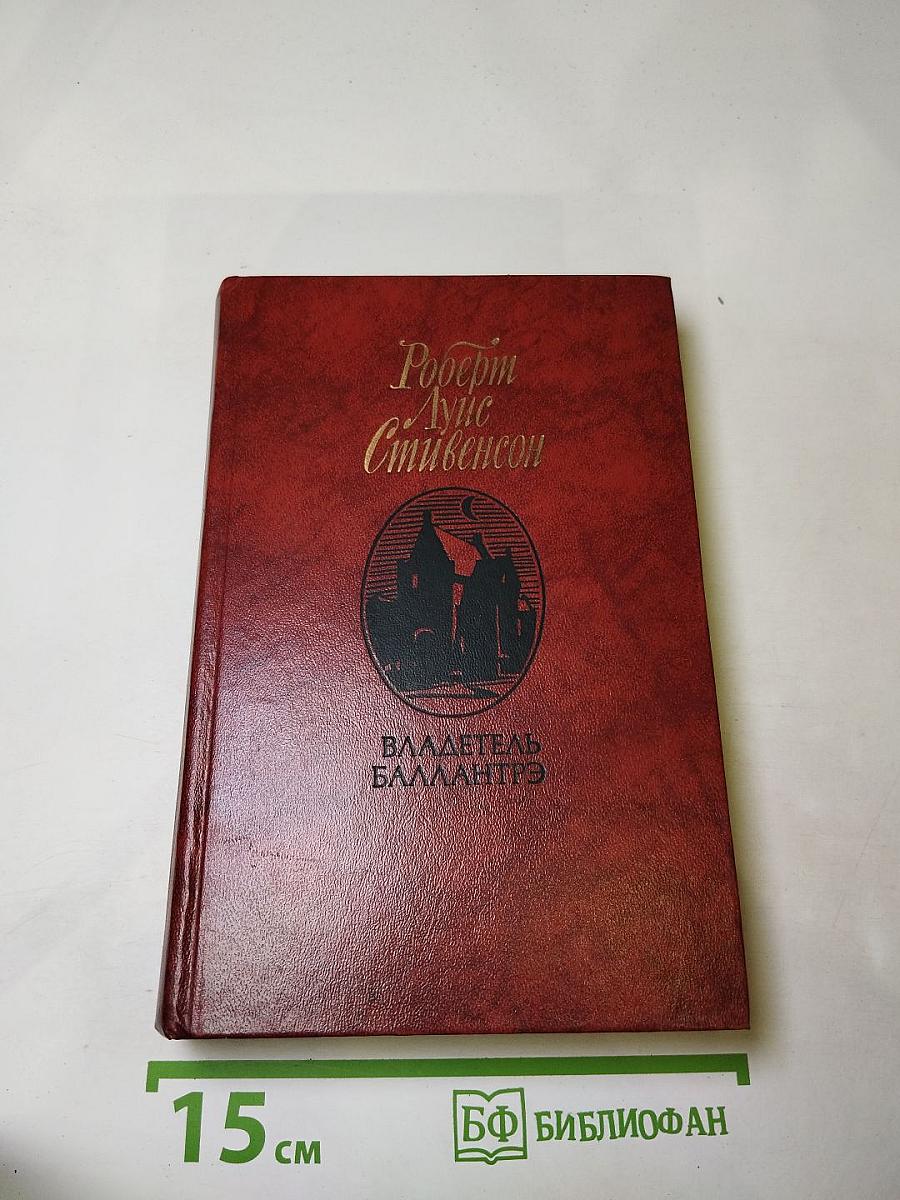 Роберт
Луис
Стивенсон
ВЛАДЕТЕЛЬ
БАЛЛАНТРЭ
15 см
БФ БИБЛИОФАН